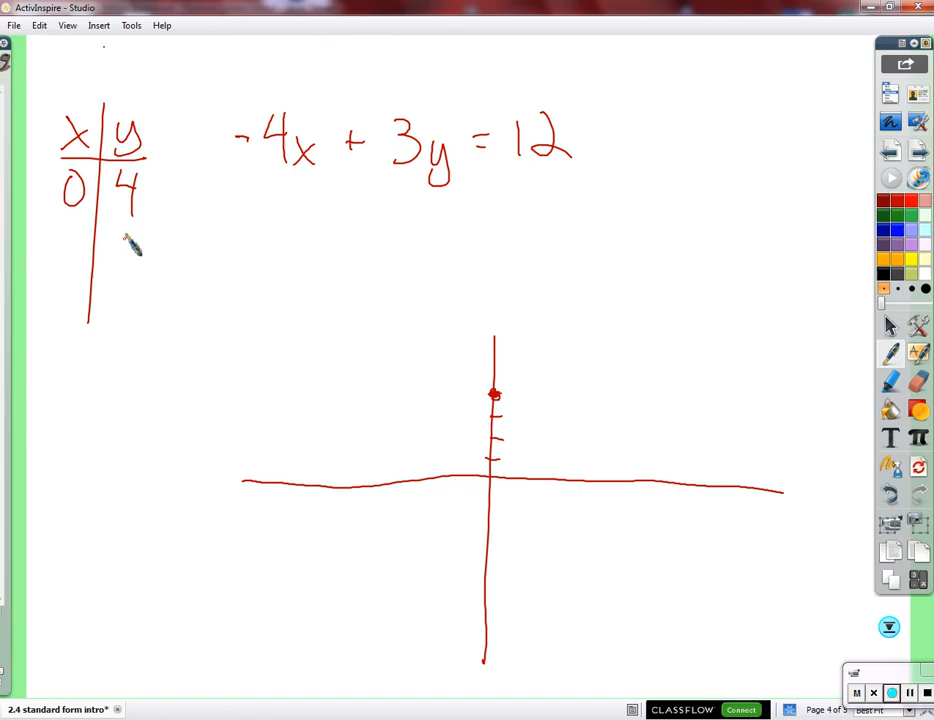 ActivInspire - Studio
File Edit View Insert Tools Help
x y
-4x + 3y = 12
0 4
2.4 standard form intro*
CLASSFLOW Connect
Page 4 of 5
Best Fit
M